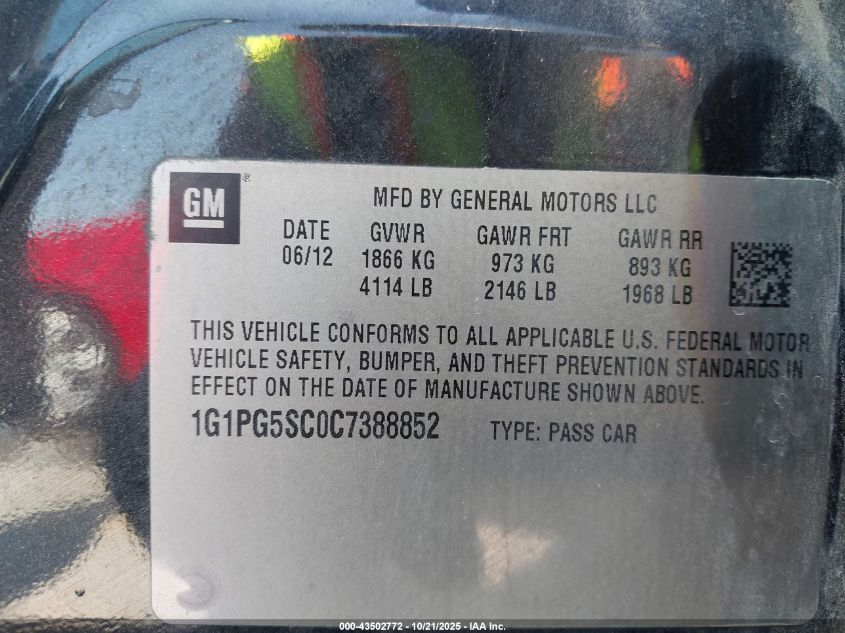 GM ®
MFD BY GENERAL MOTORS LLC
DATE GVWR GAWR FRT GAWR RR
06/12 1866 KG 973 KG 893 KG
4114 LB 2146 LB 1968 LB
THIS VEHICLE CONFORMS TO ALL APPLICABLE U.S. FEDERAL MOTOR
VEHICLE SAFETY, BUMPER, AND THEFT PREVENTION STANDARDS IN
EFFECT ON THE DATE OF MANUFACTURE SHOWN ABOVE.
1G1PG5SC0C7388852 TYPE: PASS CAR
000-43502772 - 10/21/2025 - IAA Inc.